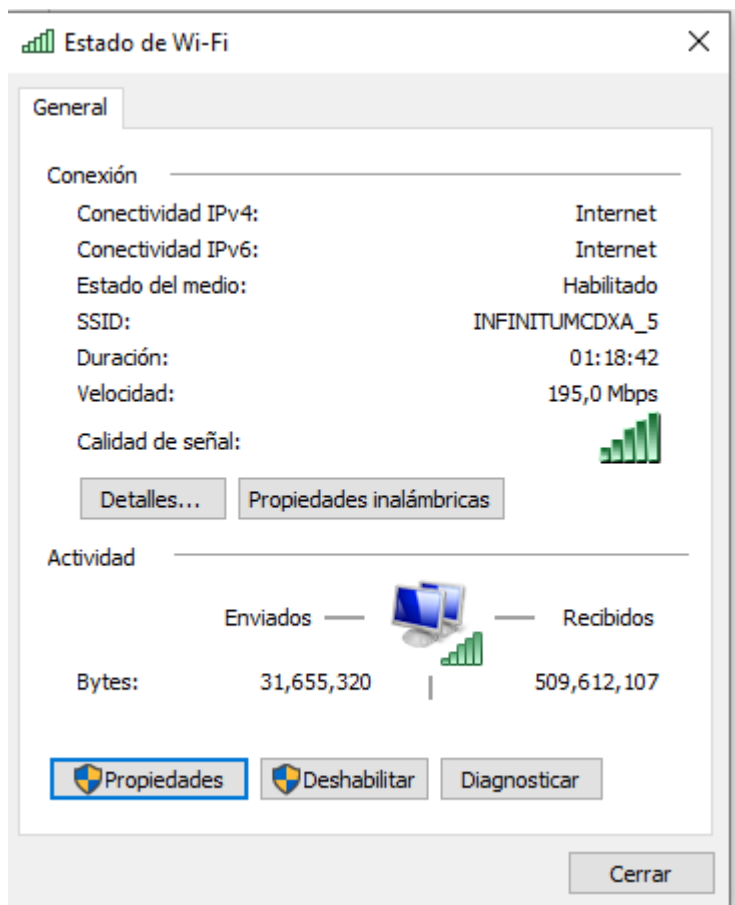 Estado de Wi-Fi
General
Conexión
Conectividad IPv4: Internet
Conectividad IPv6: Internet
Estado del medio: Habilitado
SSID: INFINITUMCDXA_5
Duración: 01:18:42
Velocidad: 195,0 Mbps
Calidad de señal:
Detalles... Propiedades inalámbricas
Actividad
Enviados Recibidos
Bytes: 31,655,320 509,612,107
Propiedades Deshabilitar Diagnosticar
Cerrar